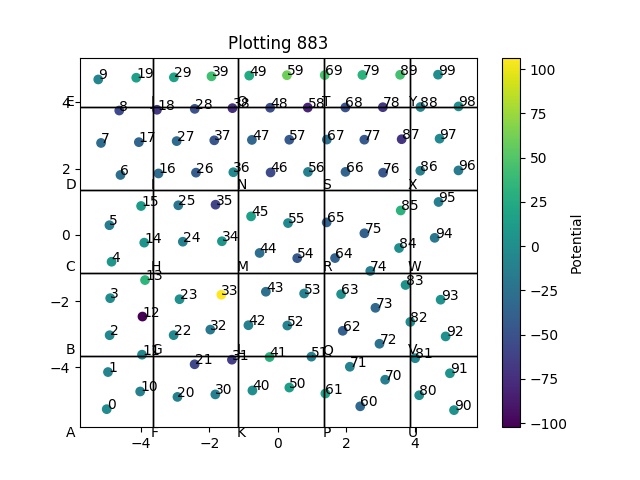 Plotting 883
9 19 29 39 49 59 69 79 89 99
E O T Y
8 18 28 38 48 58 68 78 88 98
7 17 27 37 47 57 67 77 87 97
6 16 26 36 46 56 66 76 86 96
D I N S X
5 15 25 35 45 55 65 75 85 95
4 14 24 34 44 54 64 74 84 94
C H M R W
3 13 23 33 43 53 63 73 83 93
2 12 22 32 42 52 62 72 82 92
B G L Q V
1 11 21 31 41 51 61 71 81 91
0 10 20 30 40 50 60 70 80 90
A F K P U
4
2
0
−2
−4
−4 −2 0 2 4
100
75
50
25
0
−25
−50
−75
−100
Potential